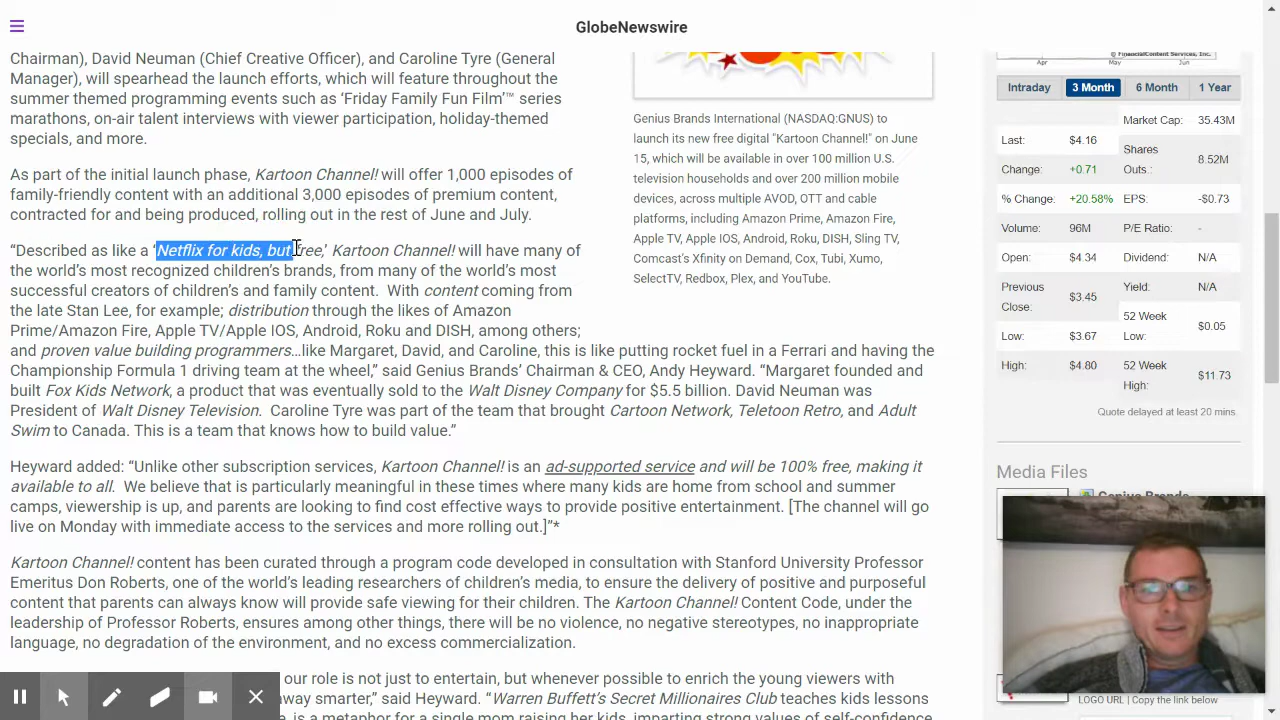 GlobeNewswire
Chairman), David Neuman (Chief Creative Officer), and Caroline Tyre (General
Manager), will spearhead the launch efforts, which will feature throughout the
summer themed programming events such as ‘Friday Family Fun Film’™ series
marathons, on-air talent interviews with viewer participation, holiday-themed
specials, and more.
As part of the initial launch phase, Kartoon Channel! will offer 1,000 episodes of
family-friendly content with an additional 3,000 episodes of premium content,
contracted for and being produced, rolling out in the rest of June and July.
“Described as like a ‘Netflix for kids, but free,’ Kartoon Channel! will have many of
the world’s most recognized children’s brands, from many of the world’s most
successful creators of children’s and family content. With content coming from
the late Stan Lee, for example; distribution through the likes of Amazon
Prime/Amazon Fire, Apple TV/Apple IOS, Android, Roku and DISH, among others;
and proven value building programmers…like Margaret, David, and Caroline, this is like putting rocket fuel in a Ferrari and having the
Championship Formula 1 driving team at the wheel,” said Genius Brands’ Chairman & CEO, Andy Heyward. “Margaret founded and
built Fox Kids Network, a product that was eventually sold to the Walt Disney Company for $5.5 billion. David Neuman was
President of Walt Disney Television. Caroline Tyre was part of the team that brought Cartoon Network, Teletoon Retro, and Adult
Swim to Canada. This is a team that knows how to build value.”
Heyward added: “Unlike other subscription services, Kartoon Channel! is an ad-supported service and will be 100% free, making it
available to all. We believe that is particularly meaningful in these times where many kids are home from school and summer
camps, viewership is up, and parents are looking to find cost effective ways to provide positive entertainment. [The channel will go
live on Monday with immediate access to the services and more rolling out.]”*
Kartoon Channel! content has been curated through a program code developed in consultation with Stanford University Professor
Emeritus Don Roberts, one of the world’s leading researchers of children’s media, to ensure the delivery of positive and purposeful
content that parents can always know will provide safe viewing for their children. The Kartoon Channel! Content Code, under the
leadership of Professor Roberts, ensures among other things, there will be no violence, no negative stereotypes, no inappropriate
language, no degradation of the environment, and no excess commercialization.
our role is not just to entertain, but whenever possible to enrich the young viewers with
away smarter,” said Heyward. “Warren Buffett’s Secret Millionaires Club teaches kids lessons
is a metaphor for a single mom raising her kids, imparting strong values of self-confidence
Genius Brands International (NASDAQ:GNUS) to
launch its new free digital "Kartoon Channel!" on June
15, which will be available in over 100 million U.S.
television households and over 200 million mobile
devices, across multiple AVOD, OTT and cable
platforms, including Amazon Prime, Amazon Fire,
Apple TV, Apple IOS, Android, Roku, DISH, Sling TV,
Comcast's Xfinity on Demand, Cox, Tubi, Xumo,
SelectTV, Redbox, Plex, and YouTube.
© FinancialContent Services, Inc.
Apr May Jun
Intraday 3 Month 6 Month 1 Year
Last: $4.16
Change: +0.71
% Change: +20.58%
Volume: 96M
Open: $4.34
Previous Close: $3.45
Low: $3.67
High: $4.80
Market Cap: 35.43M
Shares Outs.: 8.52M
EPS: -$0.73
P/E Ratio: -
Dividend: N/A
Yield: N/A
52 Week Low: $0.05
52 Week High: $11.73
Quote delayed at least 20 mins.
Media Files
Genius Brands
LOGO URL | Copy the link below